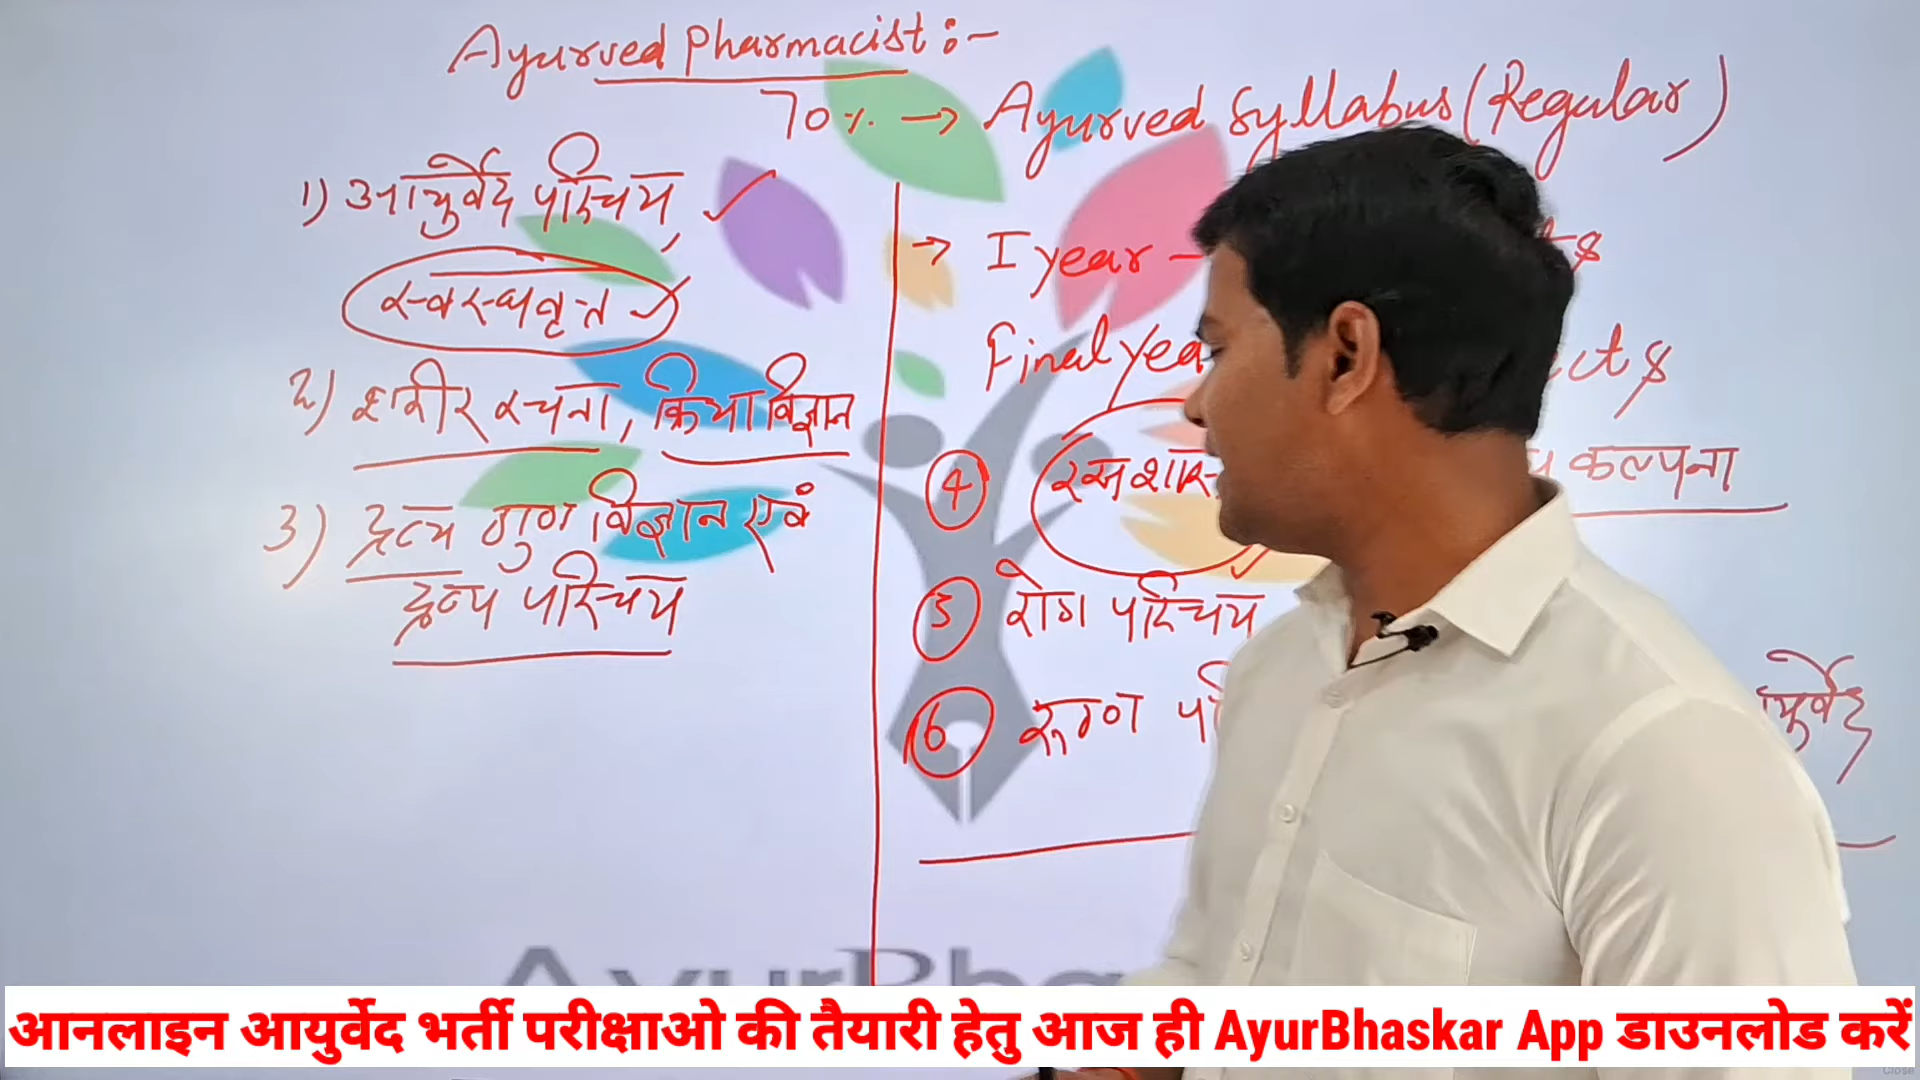 Ayurved Pharmacist :-
70% → Ayurved Syllabus (Regular)
1) आयुर्वेद परिचय, ✓
स्वस्थवृत्त ✓
2) शरीर रचना, क्रिया विज्ञान
3) द्रव्य गुण विज्ञान एवं
द्रव्य परिचय
→ I year -
Final Yea
4 रसशास् कल्पना
5 रोग परिचय
6 रुग्ण
AyurBha
आनलाइन आयुर्वेद भर्ती परीक्षाओ की तैयारी हेतु आज ही AyurBhaskar App डाउनलोड करें
Close